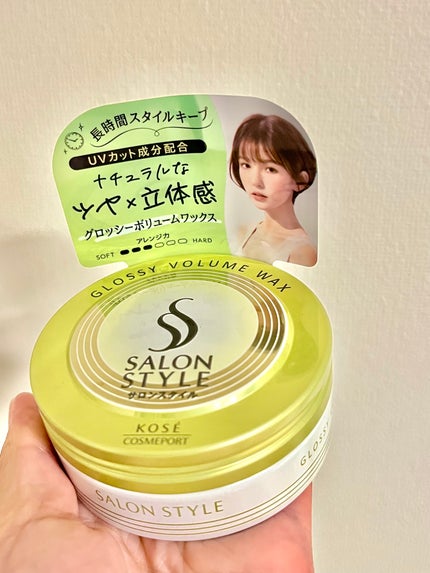 長時間スタイルキープ
UVカット成分配合
ナチュラルな
ツヤ×立体感
グロッシーボリュームワックス
アレンジ力
SOFT HARD
GLOSSY VOLUME WAX
SALON
STYLE
サロンスタイル
KOSÉ
COSMEPORT
SALON STYLE
GLOSSY